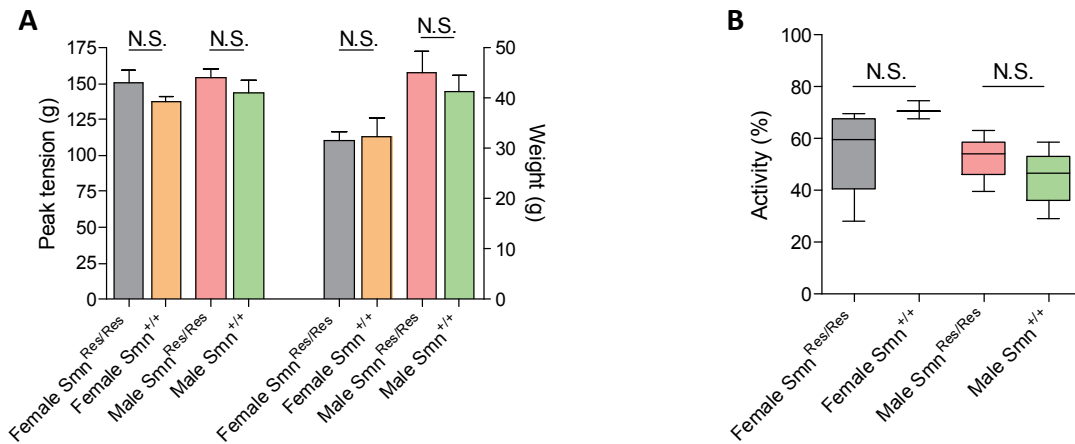 A
N.S.
N.S.
N.S.
N.S.
Peak tension (g)
175
150
125
100
75
50
25
0
Weight (g)
50
40
30
20
10
0
Female Smn^Res/Res
Female Smn^+/+
Male Smn^Res/Res
Male Smn^+/+
Female Smn^Res/Res
Female Smn^+/+
Male Smn^Res/Res
Male Smn^+/+
B
N.S.
N.S.
Activity (%)
100
80
60
40
20
0
Female Smn^Res/Res
Female Smn^+/+
Male Smn^Res/Res
Male Smn^+/+